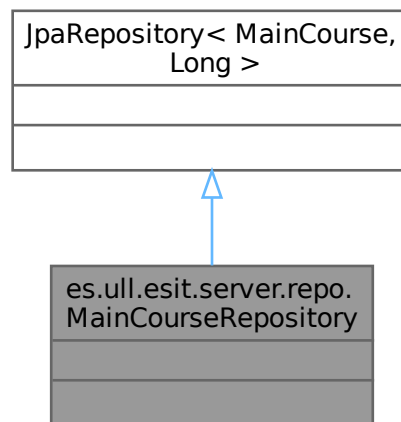 JpaRepository< MainCourse,
Long >
es.ull.esit.server.repo.
MainCourseRepository